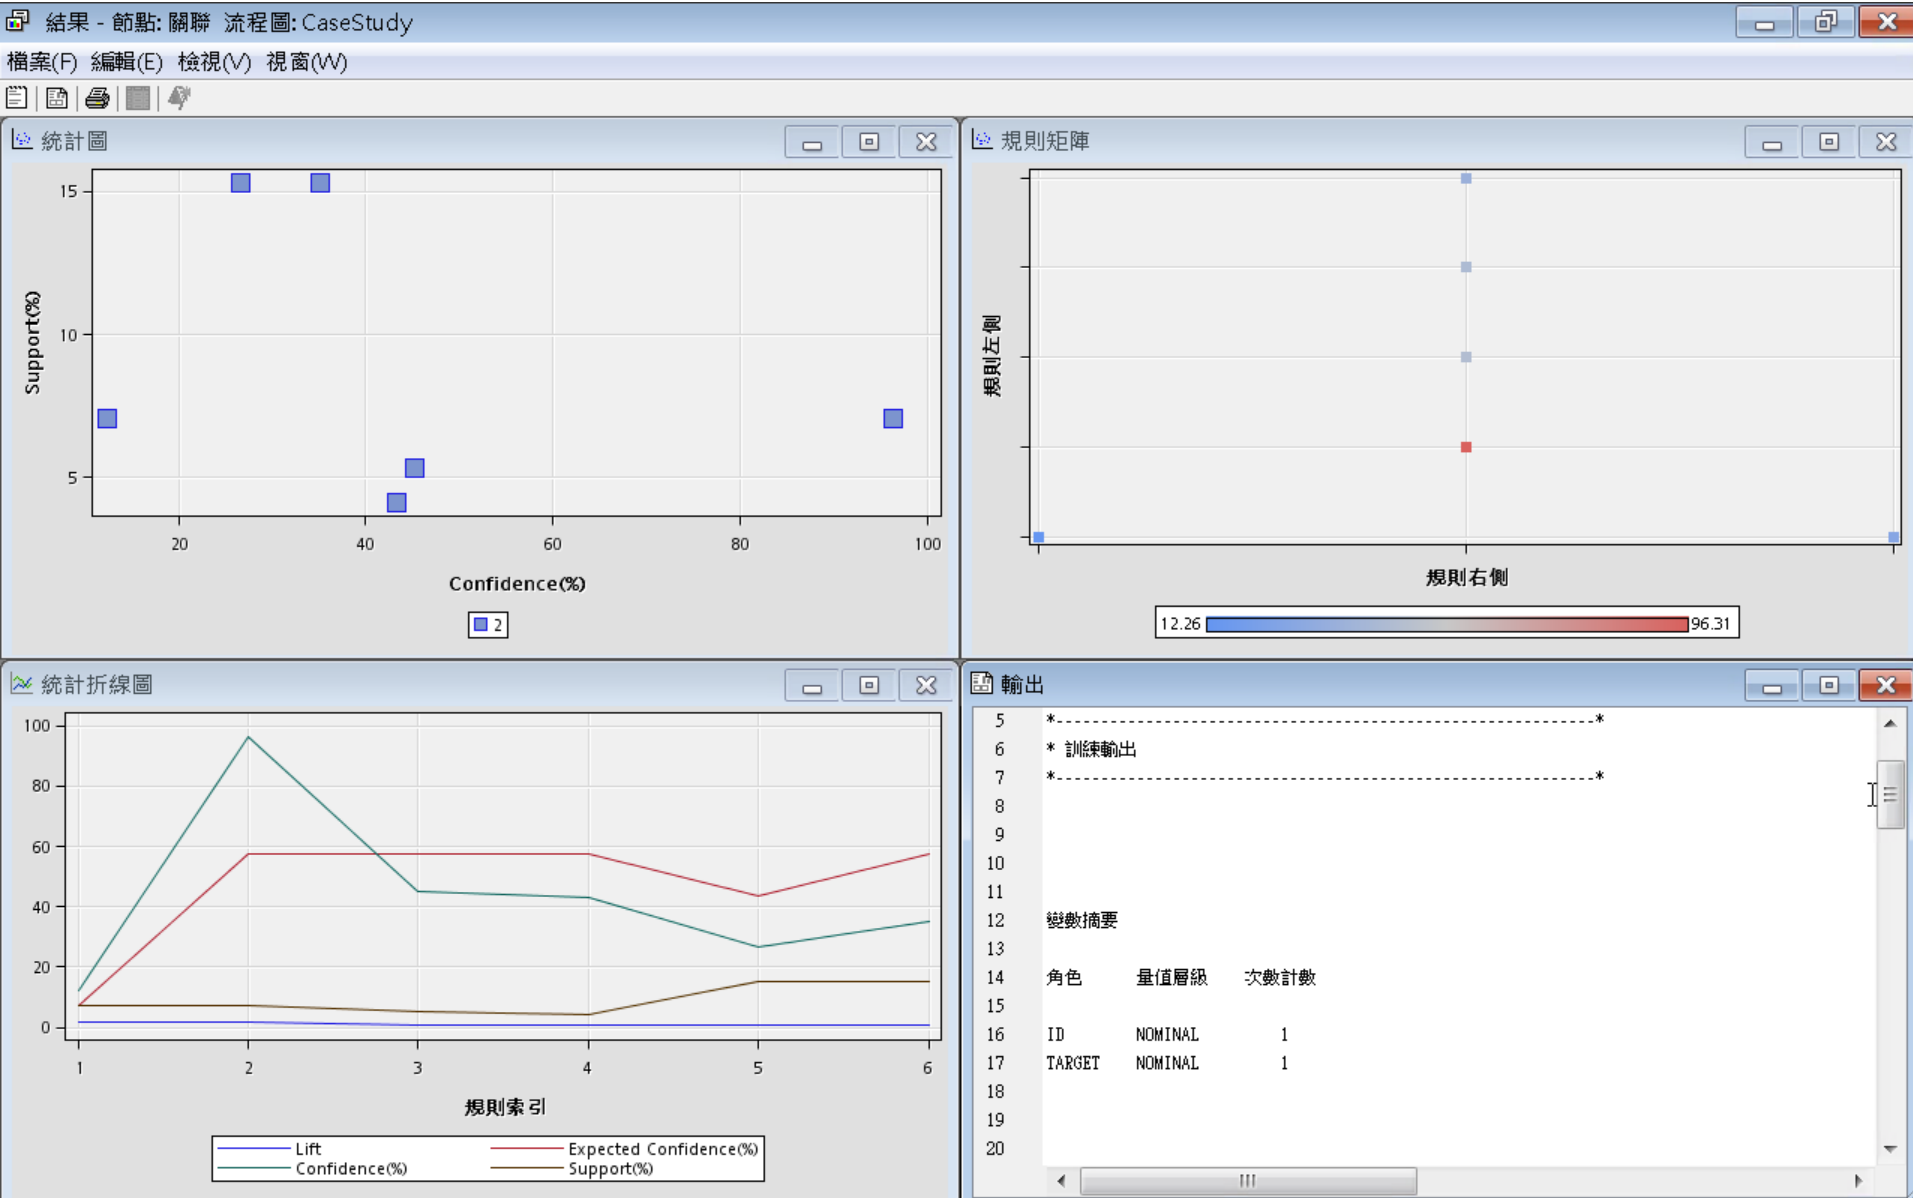 結果 - 節點: 關聯  流程圖: CaseStudy
檔案(F) 編輯(E) 檢視(V) 視窗(W)
統計圖
Support(%)
15
10
5
20 40 60 80 100
Confidence(%)
2
規則矩陣
規則左側
規則右側
12.26 96.31
統計折線圖
100
80
60
40
20
0
1 2 3 4 5 6
規則索引
Lift Expected Confidence(%)
Confidence(%) Support(%)
輸出
5 *------------------------------------------------------------*
6 * 訓練輸出
7 *------------------------------------------------------------*
8
9
10
11
12 變數摘要
13
14 角色 量值層級 次數計數
15
16 ID NOMINAL 1
17 TARGET NOMINAL 1
18
19
20